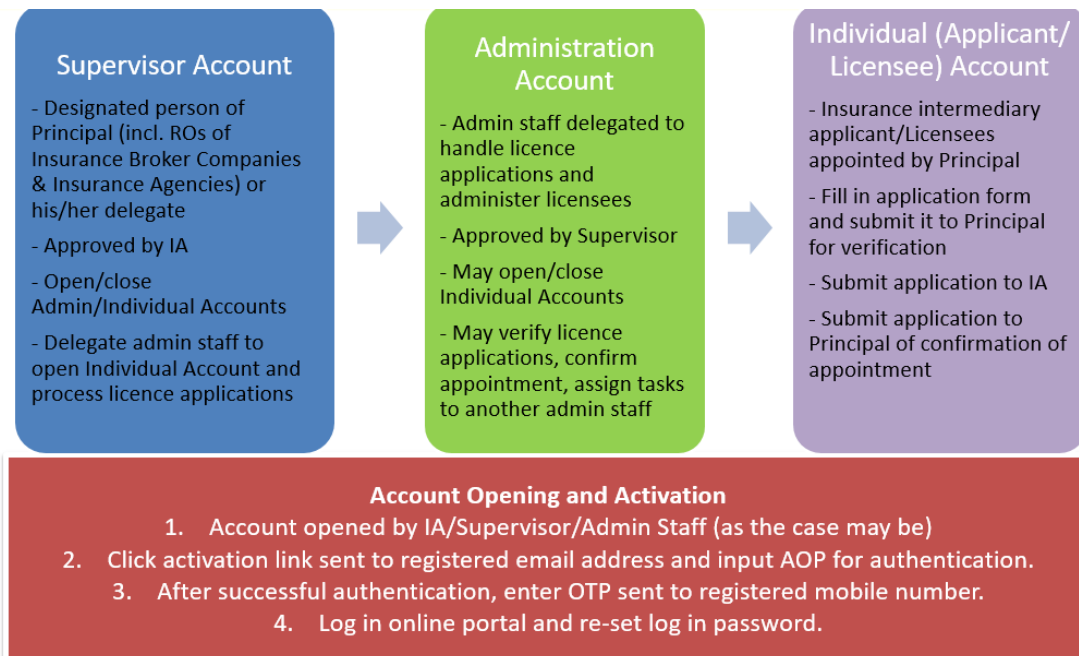 Supervisor Account
- Designated person of
Principal (incl. ROs of
Insurance Broker Companies
& Insurance Agencies) or
his/her delegate
- Approved by IA
- Open/close
Admin/Individual Accounts
- Delegate admin staff to
open Individual Account and
process licence applications
Administration
Account
- Admin staff delegated to
handle licence
applications and
administer licensees
- Approved by Supervisor
- May open/close
Individual Accounts
- May verify licence
applications, confirm
appointment, assign tasks
to another admin staff
Individual (Applicant/
Licensee) Account
- Insurance intermediary
applicant/Licensees
appointed by Principal
- Fill in application form
and submit it to Principal
for verification
- Submit application to IA
- Submit application to
Principal of confirmation of
appointment
Account Opening and Activation
1. Account opened by IA/Supervisor/Admin Staff (as the case may be)
2. Click activation link sent to registered email address and input AOP for authentication.
3. After successful authentication, enter OTP sent to registered mobile number.
4. Log in online portal and re-set log in password.